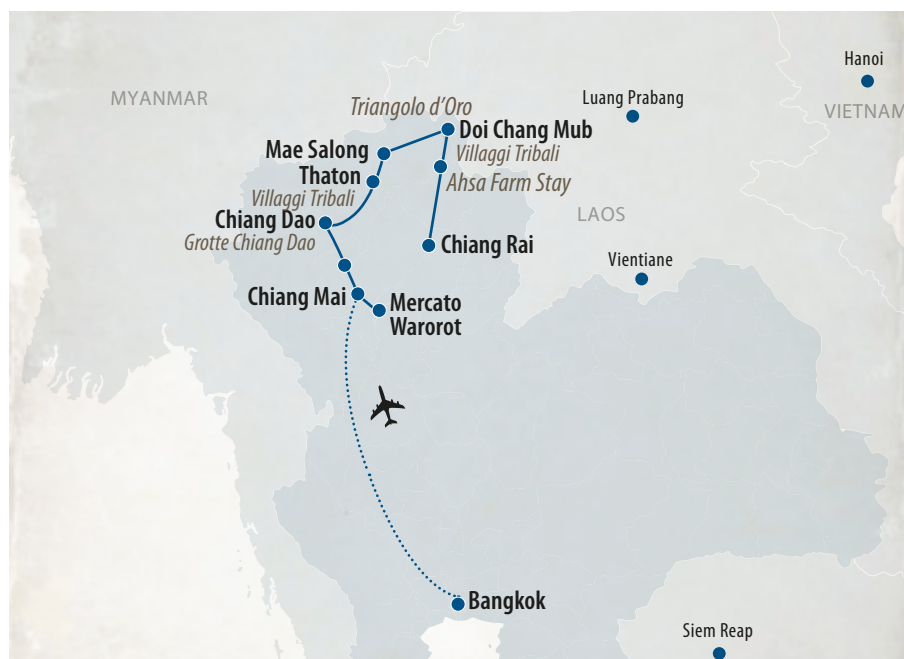 Hanoi
MYANMAR
Luang Prabang
Triangolo d'Oro
VIETNAM
Doi Chang Mub
Villaggi Tribali
Mae Salong
Thaton
Villaggi Tribali
Ahsa Farm Stay
Chiang Dao
Grotte Chiang Dao
LAOS
Chiang Rai
Vientiane
Chiang Mai
Mercato
Warorot
Bangkok
Siem Reap